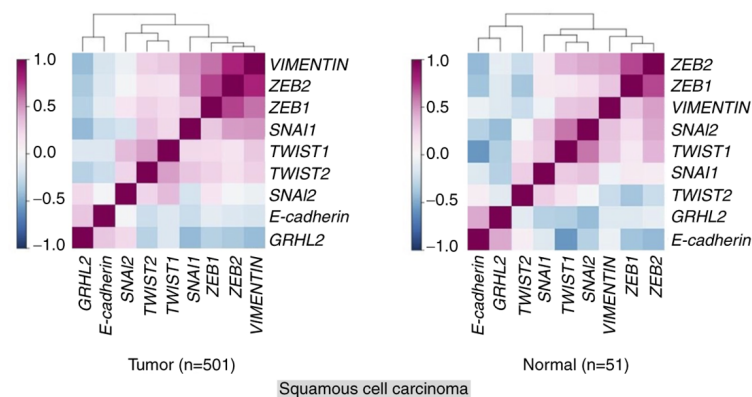 1.0
0.5
0.0
−0.5
−1.0
VIMENTIN
ZEB2
ZEB1
SNAI1
TWIST1
TWIST2
SNAI2
E-cadherin
GRHL2
GRHL2
E-cadherin
SNAI2
TWIST2
TWIST1
SNAI1
ZEB1
ZEB2
VIMENTIN
Tumor (n=501)
1.0
0.5
0.0
−0.5
−1.0
ZEB2
ZEB1
VIMENTIN
SNAI2
TWIST1
SNAI1
TWIST2
GRHL2
E-cadherin
E-cadherin
GRHL2
TWIST2
SNAI1
TWIST1
SNAI2
VIMENTIN
ZEB1
ZEB2
Normal (n=51)
Squamous cell carcinoma